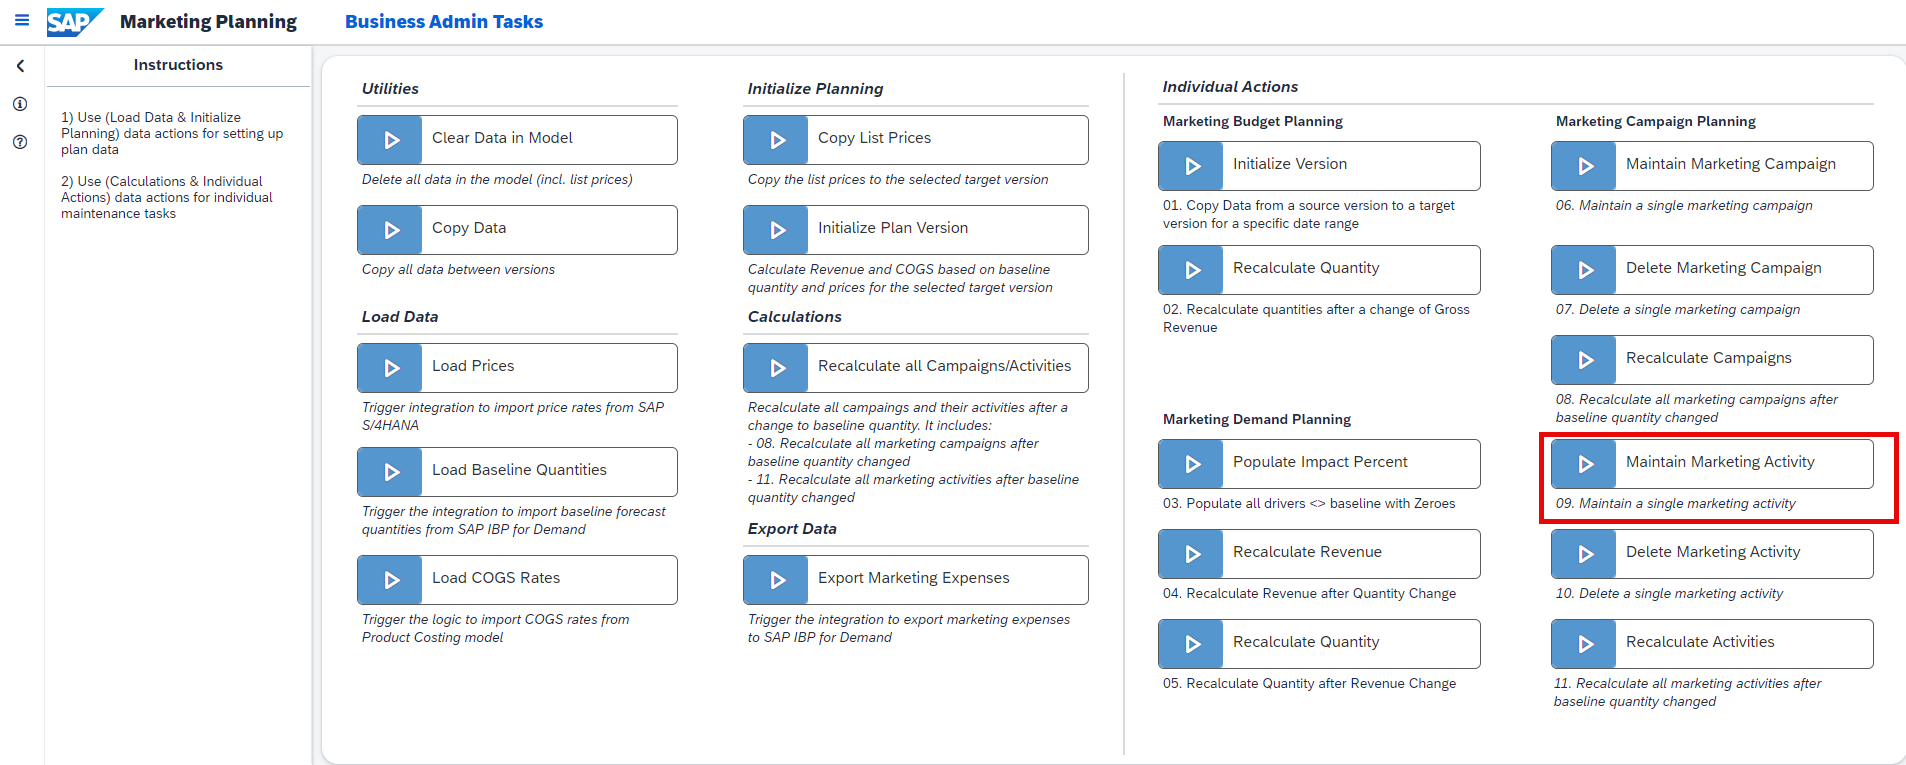 SAP Marketing Planning Business Admin Tasks
Instructions
1) Use (Load Data & Initialize
Planning) data actions for setting up
plan data
2) Use (Calculations & Individual
Actions) data actions for individual
maintenance tasks
Utilities
Clear Data in Model
Delete all data in the model (incl. list prices)
Copy Data
Copy all data between versions
Load Data
Load Prices
Trigger integration to import price rates from SAP
S/4HANA
Load Baseline Quantities
Trigger the integration to import baseline forecast
quantities from SAP IBP for Demand
Load COGS Rates
Trigger the logic to import COGS rates from
Product Costing model
Initialize Planning
Copy List Prices
Copy the list prices to the selected target version
Initialize Plan Version
Calculate Revenue and COGS based on baseline
quantity and prices for the selected target version
Calculations
Recalculate all Campaigns/Activities
Recalculate all campaings and their activities after a
change to baseline quantity. It includes:
- 08. Recalculate all marketing campaigns after
baseline quantity changed
- 11. Recalculate all marketing activities after baseline
quantity changed
Export Data
Export Marketing Expenses
Trigger the integration to export marketing expenses
to SAP IBP for Demand
Individual Actions
Marketing Budget Planning
Initialize Version
01. Copy Data from a source version to a target
version for a specific date range
Recalculate Quantity
02. Recalculate quantities after a change of Gross
Revenue
Marketing Demand Planning
Populate Impact Percent
03. Populate all drivers <> baseline with Zeroes
Recalculate Revenue
04. Recalculate Revenue after Quantity Change
Recalculate Quantity
05. Recalculate Quantity after Revenue Change
Marketing Campaign Planning
Maintain Marketing Campaign
06. Maintain a single marketing campaign
Delete Marketing Campaign
07. Delete a single marketing campaign
Recalculate Campaigns
08. Recalculate all marketing campaigns after
baseline quantity changed
Maintain Marketing Activity
09. Maintain a single marketing activity
Delete Marketing Activity
10. Delete a single marketing activity
Recalculate Activities
11. Recalculate all marketing activities after
baseline quantity changed